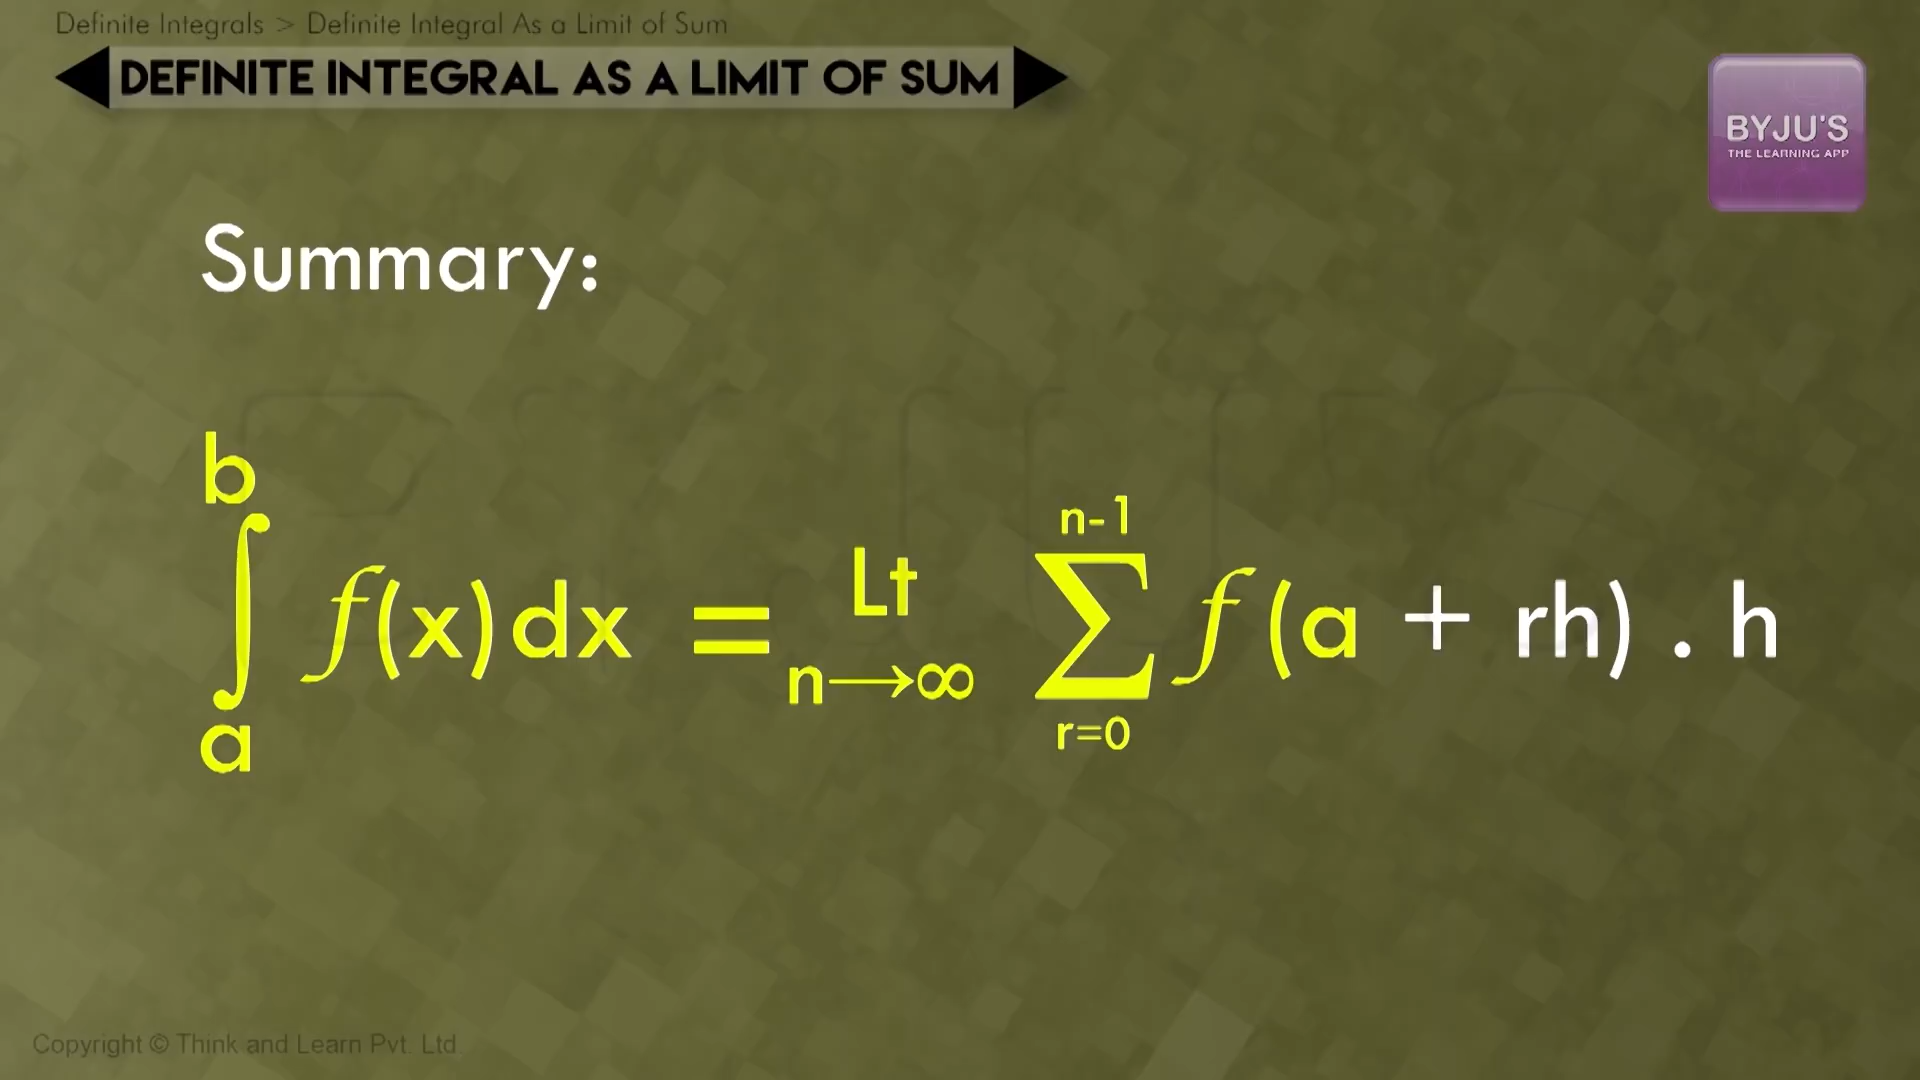 Definite Integrals > Definite Integral As a Limit of Sum
DEFINITE INTEGRAL AS A LIMIT OF SUM
BYJU'S
THE LEARNING APP
Summary:
b
∫ f(x)dx = Lt n→∞ n-1 ∑ r=0 f(a + rh) . h
a
Copyright © Think and Learn Pvt. Ltd.